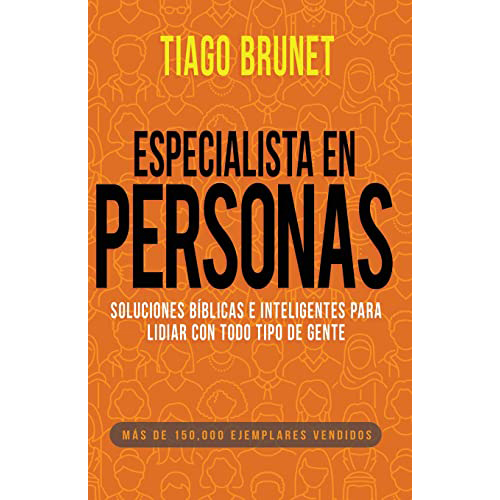 TIAGO BRUNET
ESPECIALISTA EN
PERSONAS
SOLUCIONES BÍBLICAS E INTELIGENTES PARA
LIDIAR CON TODO TIPO DE GENTE
MÁS DE 150,000 EJEMPLARES VENDIDOS